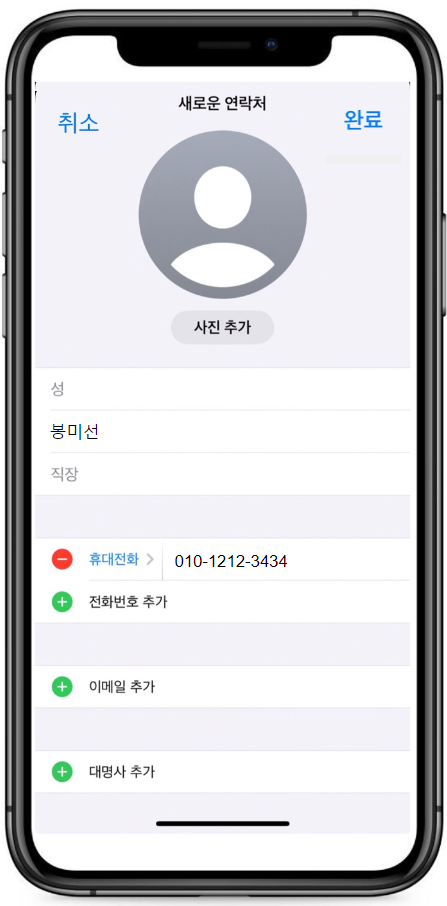 새로운 연락처
취소
완료
사진 추가
성
봉미선
직장
휴대전화 010-1212-3434
전화번호 추가
이메일 추가
대명사 추가